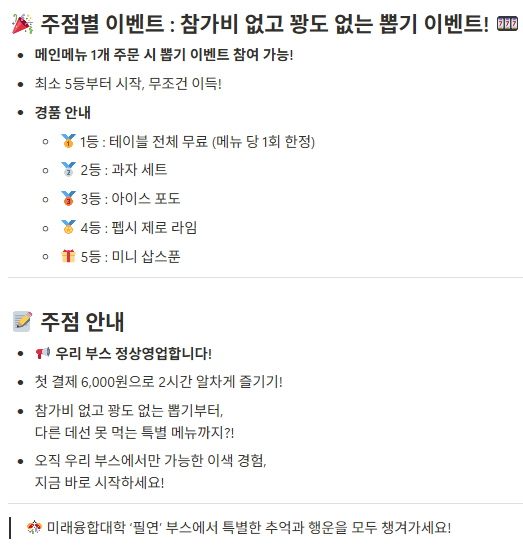 🎉 주점별 이벤트 : 참가비 없고 꽝도 없는 뽑기 이벤트! 🎰
• 메인메뉴 1개 주문 시 뽑기 이벤트 참여 가능!
• 최소 5등부터 시작, 무조건 이득!
• 경품 안내
○ 🥇 1등 : 테이블 전체 무료 (메뉴 당 1회 한정)
○ 🥈 2등 : 과자 세트
○ 🥉 3등 : 아이스 포도
○ 🏅 4등 : 펩시 제로 라임
○ 🎁 5등 : 미니 삽스푼
📝 주점 안내
• 📢 우리 부스 정상영업합니다!
• 첫 결제 6,000원으로 2시간 알차게 즐기기!
• 참가비 없고 꽝도 없는 뽑기부터,
다른 데선 못 먹는 특별 메뉴까지?!
• 오직 우리 부스에서만 가능한 이색 경험,
지금 바로 시작하세요!
🎊 미래융합대학 ‘필연’ 부스에서 특별한 추억과 행운을 모두 챙겨가세요!